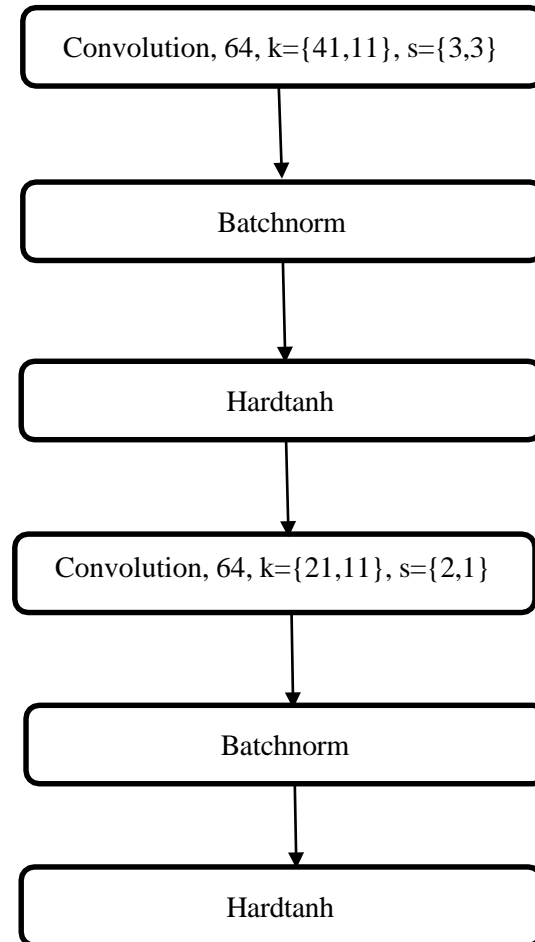 Convolution, 64, k={41,11}, s={3,3}
Batchnorm
Hardtanh
Convolution, 64, k={21,11}, s={2,1}
Batchnorm
Hardtanh